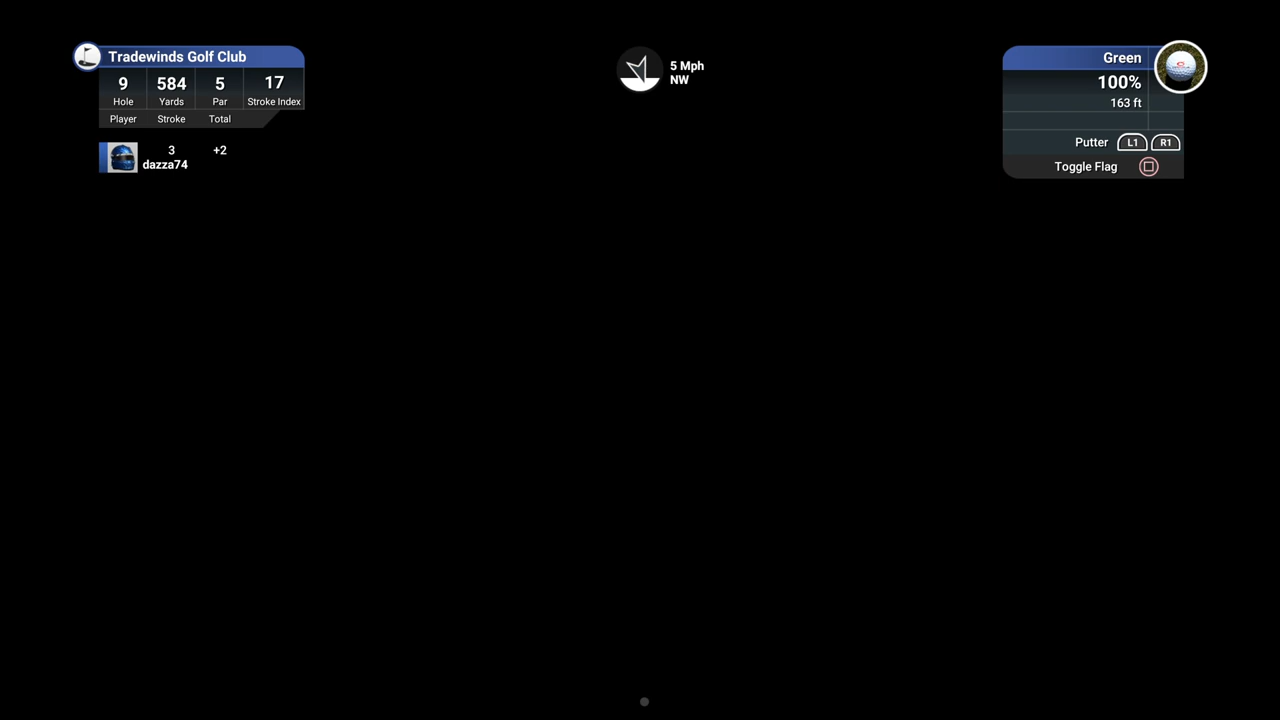 Tradewinds Golf Club
9 584 5 17
Hole Yards Par Stroke Index
Player Stroke Total
3 +2
dazza74
5 Mph
NW
Green
100%
163 ft
Putter L1 R1
Toggle Flag